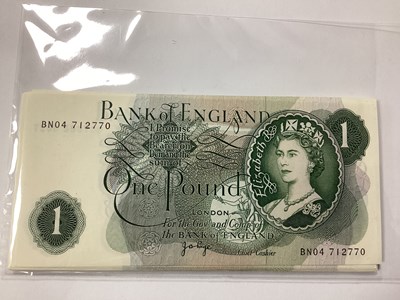 BANK of ENGLAND
BN04 712770
I Promise
to pay the
Bearer on
Demand the
sum of
One Pound
1
Elizabeth
LONDON
For the Govr and Compa of
the BANK of ENGLAND
1
BN04 712770
Chief Cashier